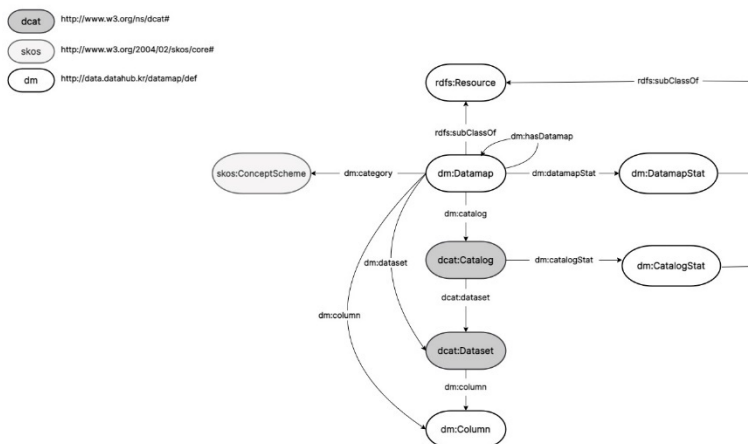 dcat http://www.w3.org/ns/dcat#
skos http://www.w3.org/2004/02/skos/core#
dm http://data.datahub.kr/datamap/def
rdfs:Resource
rdfs:subClassOf
rdfs:subClassOf
dm:hasDatamap
skos:ConceptScheme
dm:category
dm:Datamap
dm:datamapStat
dm:DatamapStat
dm:catalog
dm:dataset
dcat:Catalog
dm:catalogStat
dm:CatalogStat
dcat:dataset
dm:column
dcat:Dataset
dm:column
dm:Column